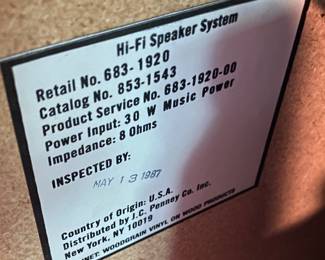 Hi-Fi Speaker System
Retail No. 683-1920
Catalog No. 853-1543
Product Service No. 683-1920-00
Power Input: 30 W Music Power
Impedance: 8 Ohms
INSPECTED BY:
MAY 13 1987
Country of Origin: U.S.A.
Distributed by J.C. Penney Co. Inc.
New York, NY 10019
NET: WOODGRAIN VINYL ON WOOD PRODUCTS